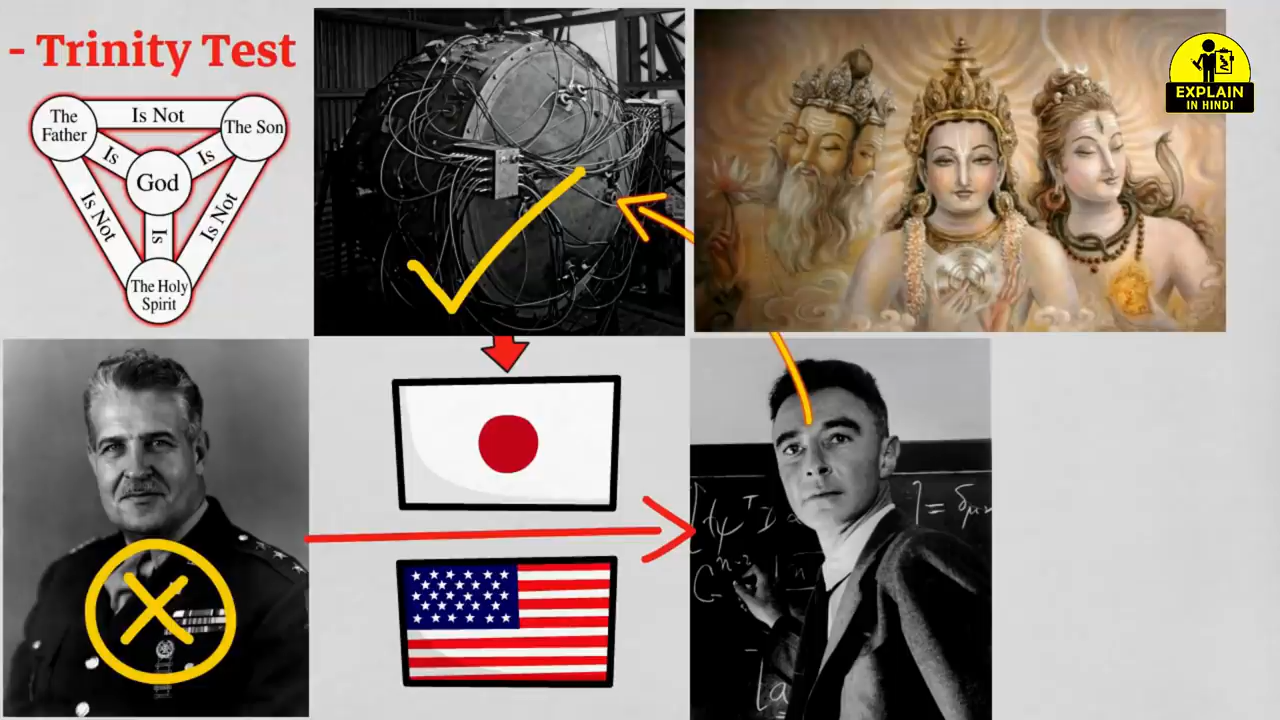 - Trinity Test
The
Father
Is Not
The Son
Is
Is
God
Is Not
Is
Is Not
The Holy
Spirit
EXPLAIN
IN HINDI